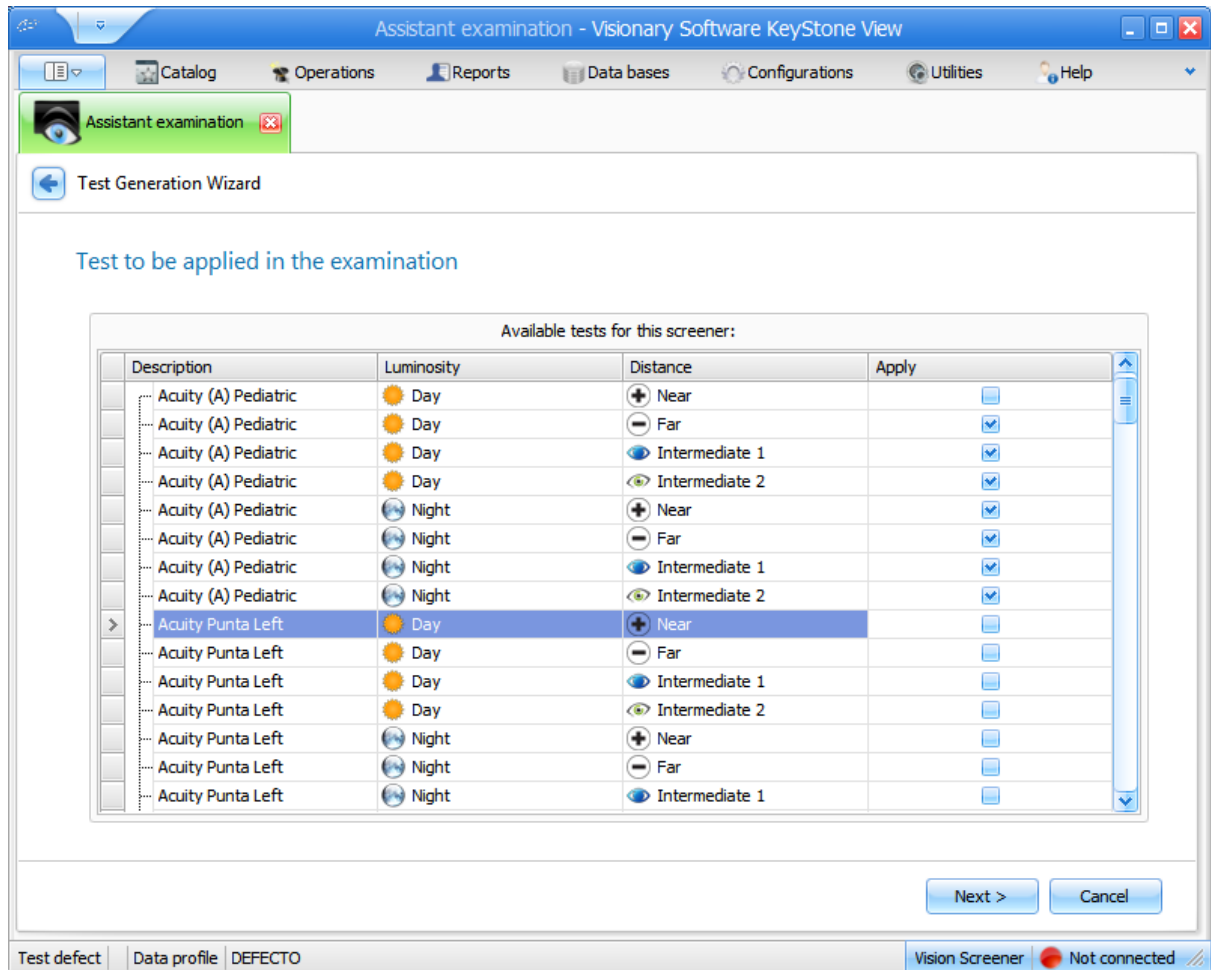 Assistant examination - Visionary Software KeyStone View
Catalog Operations Reports Data bases Configurations Utilities Help
Assistant examination
Test Generation Wizard
Test to be applied in the examination
Available tests for this screener:
Description Luminosity Distance Apply
Acuity (A) Pediatric Day Near
Acuity (A) Pediatric Day Far
Acuity (A) Pediatric Day Intermediate 1
Acuity (A) Pediatric Day Intermediate 2
Acuity (A) Pediatric Night Near
Acuity (A) Pediatric Night Far
Acuity (A) Pediatric Night Intermediate 1
Acuity (A) Pediatric Night Intermediate 2
Acuity Punta Left Day Near
Acuity Punta Left Day Far
Acuity Punta Left Day Intermediate 1
Acuity Punta Left Day Intermediate 2
Acuity Punta Left Night Near
Acuity Punta Left Night Far
Acuity Punta Left Night Intermediate 1
Next > Cancel
Test defect Data profile DEFECTO Vision Screener Not connected